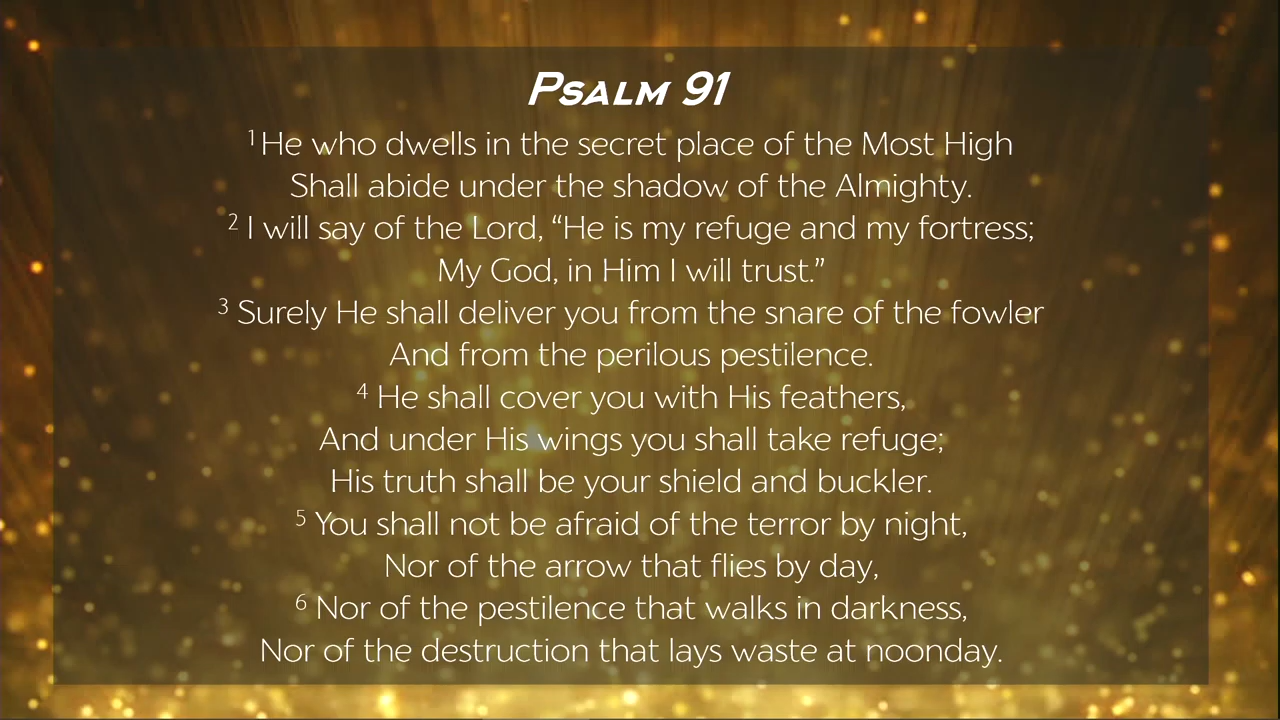 Psalm 91
1 He who dwells in the secret place of the Most High
Shall abide under the shadow of the Almighty.
2 I will say of the Lord, “He is my refuge and my fortress;
My God, in Him I will trust.”
3 Surely He shall deliver you from the snare of the fowler
And from the perilous pestilence.
4 He shall cover you with His feathers,
And under His wings you shall take refuge;
His truth shall be your shield and buckler.
5 You shall not be afraid of the terror by night,
Nor of the arrow that flies by day,
6 Nor of the pestilence that walks in darkness,
Nor of the destruction that lays waste at noonday.